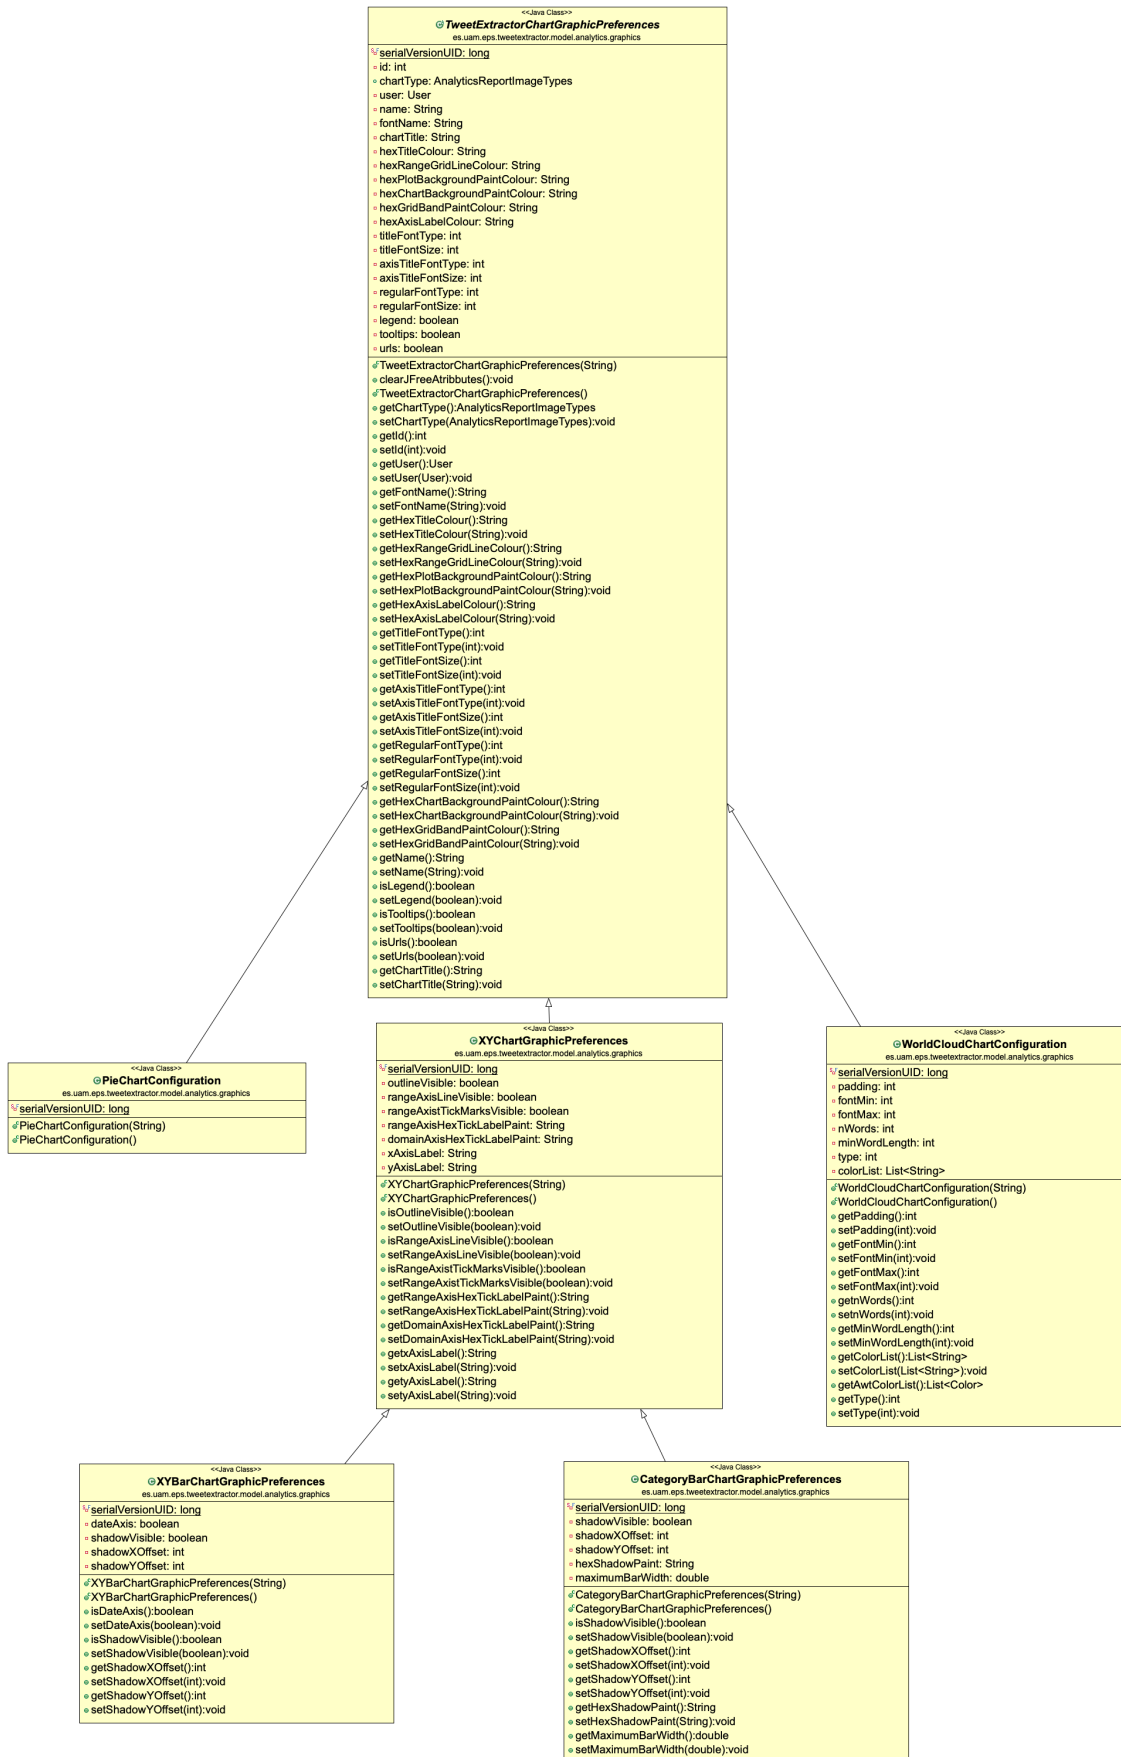 <<Java Class>>
TweetExtractorChartGraphicPreferences
es.uam.eps.tweetextractor.model.analytics.graphics
serialVersionUID: long
id: int
chartType: AnalyticsReportImageTypes
user: User
name: String
fontName: String
chartTitle: String
hexTitleColour: String
hexRangeGridLineColour: String
hexPlotBackgroundPaintColour: String
hexChartBackgroundPaintColour: String
hexGridBandPaintColour: String
hexAxisLabelColour: String
titleFontType: int
titleFontSize: int
axisTitleFontType: int
axisTitleFontSize: int
regularFontType: int
regularFontSize: int
legend: boolean
tooltips: boolean
urls: boolean
TweetExtractorChartGraphicPreferences(String)
clearJFreeAtribbutes():void
TweetExtractorChartGraphicPreferences()
getChartType():AnalyticsReportImageTypes
setChartType(AnalyticsReportImageTypes):void
getId():int
setId(int):void
getUser():User
setUser(User):void
getFontName():String
setFontName(String):void
getHexTitleColour():String
setHexTitleColour(String):void
getHexRangeGridLineColour():String
setHexRangeGridLineColour(String):void
getHexPlotBackgroundPaintColour():String
setHexPlotBackgroundPaintColour(String):void
getHexAxisLabelColour():String
setHexAxisLabelColour(String):void
getTitleFontType():int
setTitleFontType(int):void
getTitleFontSize():int
setTitleFontSize(int):void
getAxisTitleFontType():int
setAxisTitleFontType(int):void
getAxisTitleFontSize():int
setAxisTitleFontSize(int):void
getRegularFontType():int
setRegularFontType(int):void
getRegularFontSize():int
setRegularFontSize(int):void
getHexChartBackgroundPaintColour():String
setHexChartBackgroundPaintColour(String):void
getHexGridBandPaintColour():String
setHexGridBandPaintColour(String):void
getName():String
setName(String):void
isLegend():boolean
setLegend(boolean):void
isTooltips():boolean
setTooltips(boolean):void
isUrls():boolean
setUrls(boolean):void
getChartTitle():String
setChartTitle(String):void
<<Java Class>>
PieChartConfiguration
es.uam.eps.tweetextractor.model.analytics.graphics
serialVersionUID: long
PieChartConfiguration(String)
PieChartConfiguration()
<<Java Class>>
XYChartGraphicPreferences
es.uam.eps.tweetextractor.model.analytics.graphics
serialVersionUID: long
outlineVisible: boolean
rangeAxisLineVisible: boolean
rangeAxistTickMarksVisible: boolean
rangeAxisHexTickLabelPaint: String
domainAxisHexTickLabelPaint: String
xAxisLabel: String
yAxisLabel: String
XYChartGraphicPreferences(String)
XYChartGraphicPreferences()
isOutlineVisible():boolean
setOutlineVisible(boolean):void
isRangeAxisLineVisible():boolean
setRangeAxisLineVisible(boolean):void
isRangeAxistTickMarksVisible():boolean
setRangeAxistTickMarksVisible(boolean):void
getRangeAxisHexTickLabelPaint():String
setRangeAxisHexTickLabelPaint(String):void
getDomainAxisHexTickLabelPaint():String
setDomainAxisHexTickLabelPaint(String):void
getxAxisLabel():String
setxAxisLabel(String):void
getyAxisLabel():String
setyAxisLabel(String):void
<<Java Class>>
WorldCloudChartConfiguration
es.uam.eps.tweetextractor.model.analytics.graphics
serialVersionUID: long
padding: int
fontMin: int
fontMax: int
nWords: int
minWordLength: int
type: int
colorList: List<String>
WorldCloudChartConfiguration(String)
WorldCloudChartConfiguration()
getPadding():int
setPadding(int):void
getFontMin():int
setFontMin(int):void
getFontMax():int
setFontMax(int):void
getnWords():int
setnWords(int):void
getMinWordLength():int
setMinWordLength(int):void
getColorList():List<String>
setColorList(List<String>):void
getAwtColorList():List<Color>
getType():int
setType(int):void
<<Java Class>>
XYBarChartGraphicPreferences
es.uam.eps.tweetextractor.model.analytics.graphics
serialVersionUID: long
dateAxis: boolean
shadowVisible: boolean
shadowXOffset: int
shadowYOffset: int
XYBarChartGraphicPreferences(String)
XYBarChartGraphicPreferences()
isDateAxis():boolean
setDateAxis(boolean):void
isShadowVisible():boolean
setShadowVisible(boolean):void
getShadowXOffset():int
setShadowXOffset(int):void
getShadowYOffset():int
setShadowYOffset(int):void
<<Java Class>>
CategoryBarChartGraphicPreferences
es.uam.eps.tweetextractor.model.analytics.graphics
serialVersionUID: long
shadowVisible: boolean
shadowXOffset: int
shadowYOffset: int
hexShadowPaint: String
maximumBarWidth: double
CategoryBarChartGraphicPreferences(String)
CategoryBarChartGraphicPreferences()
isShadowVisible():boolean
setShadowVisible(boolean):void
getShadowXOffset():int
setShadowXOffset(int):void
getShadowYOffset():int
setShadowYOffset(int):void
getHexShadowPaint():String
setHexShadowPaint(String):void
getMaximumBarWidth():double
setMaximumBarWidth(double):void